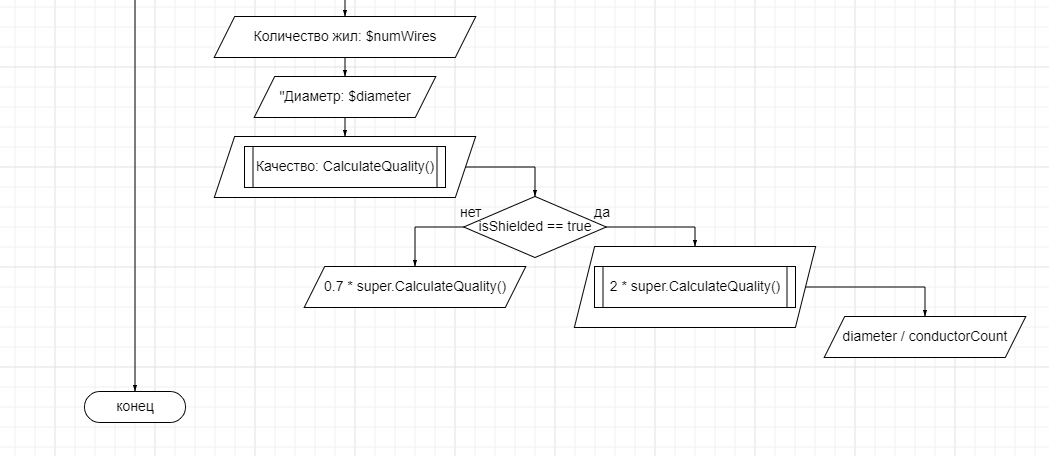 Количество жил: $numWires
"Диаметр: $diameter
Качество: CalculateQuality()
нет
да
isShielded == true
0.7 * super.CalculateQuality()
2 * super.CalculateQuality()
diameter / conductorCount
конец